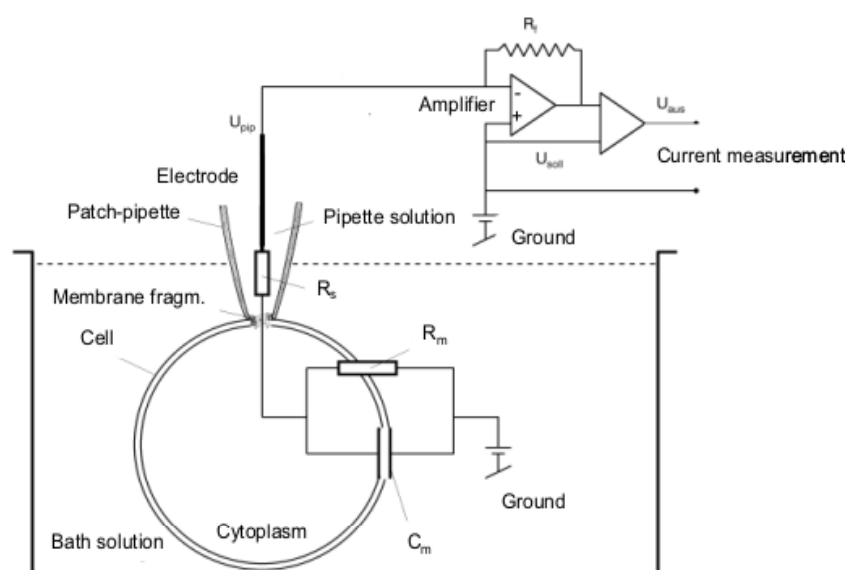 Rf
Amplifier
-
+
Uaus
Upip
Usoll
Current measurement
Electrode
Patch-pipette
Pipette solution
Ground
Membrane fragm.
Rs
Cell
Rm
Ground
Cytoplasm
Bath solution
Cm